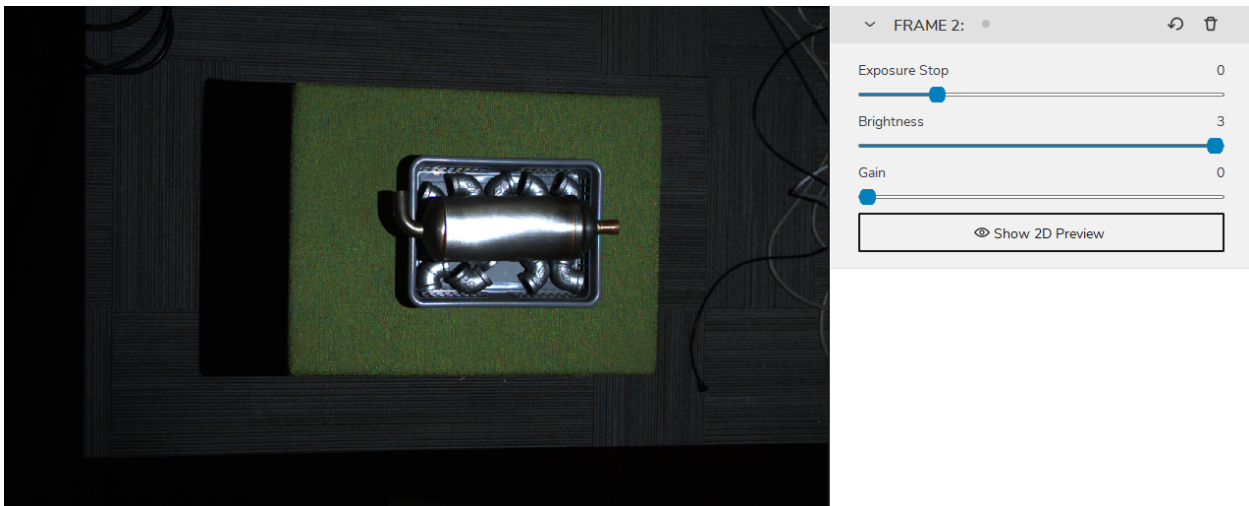 FRAME 2:
Exposure Stop 0
Brightness 3
Gain 0
Show 2D Preview